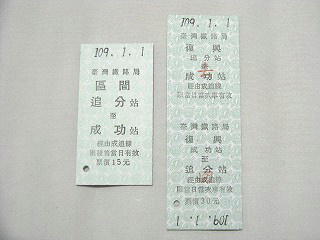 109.1.1
臺灣鐵路局
區間
追分站
至
成功站
經由成追線
限發當日有效
票價15元
109.1.1
臺灣鐵路局
復興
追分站
至
成功站
經由成追線
限當日當次車有效
臺灣鐵路局
復興
成功站
至
追分站
經由成追線
限當日當次車有效
票價30元
109.1.1